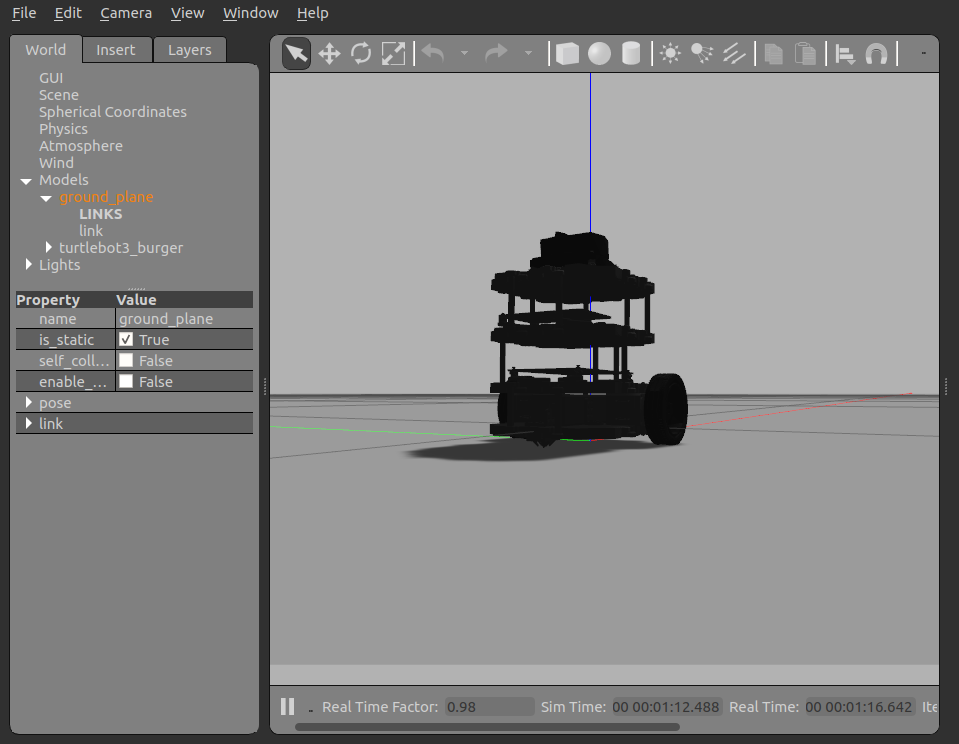 File Edit Camera View Window Help
World Insert Layers
GUI
Scene
Spherical Coordinates
Physics
Atmosphere
Wind
Models
ground_plane
LINKS
link
turtlebot3_burger
Lights
Property Value
name ground_plane
is_static True
self_coll... False
enable_... False
pose
link
Real Time Factor: 0.98 Sim Time: 00 00:01:12.488 Real Time: 00 00:01:16.642 Ite